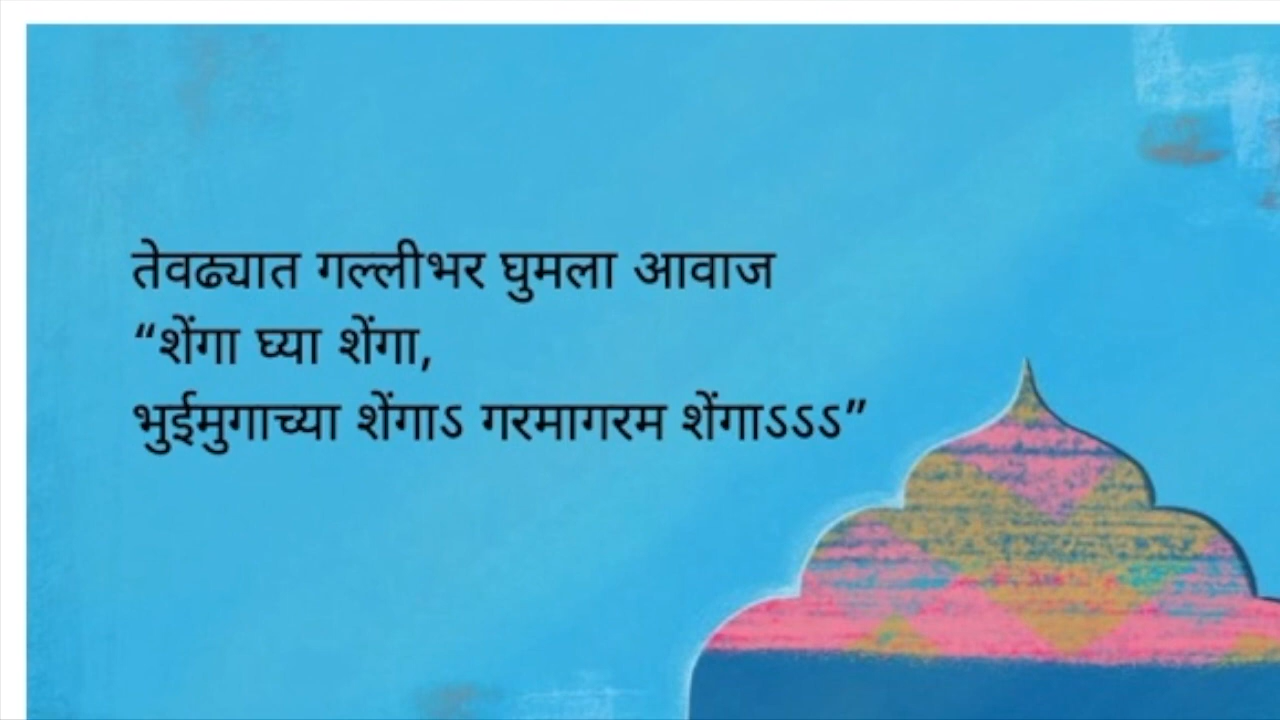 तेवढ्यात गल्लीभर घुमला आवाज
“शेंगा घ्या शेंगा,
भुईमुगाच्या शेंगाऽ गरमागरम शेंगाऽऽऽ”